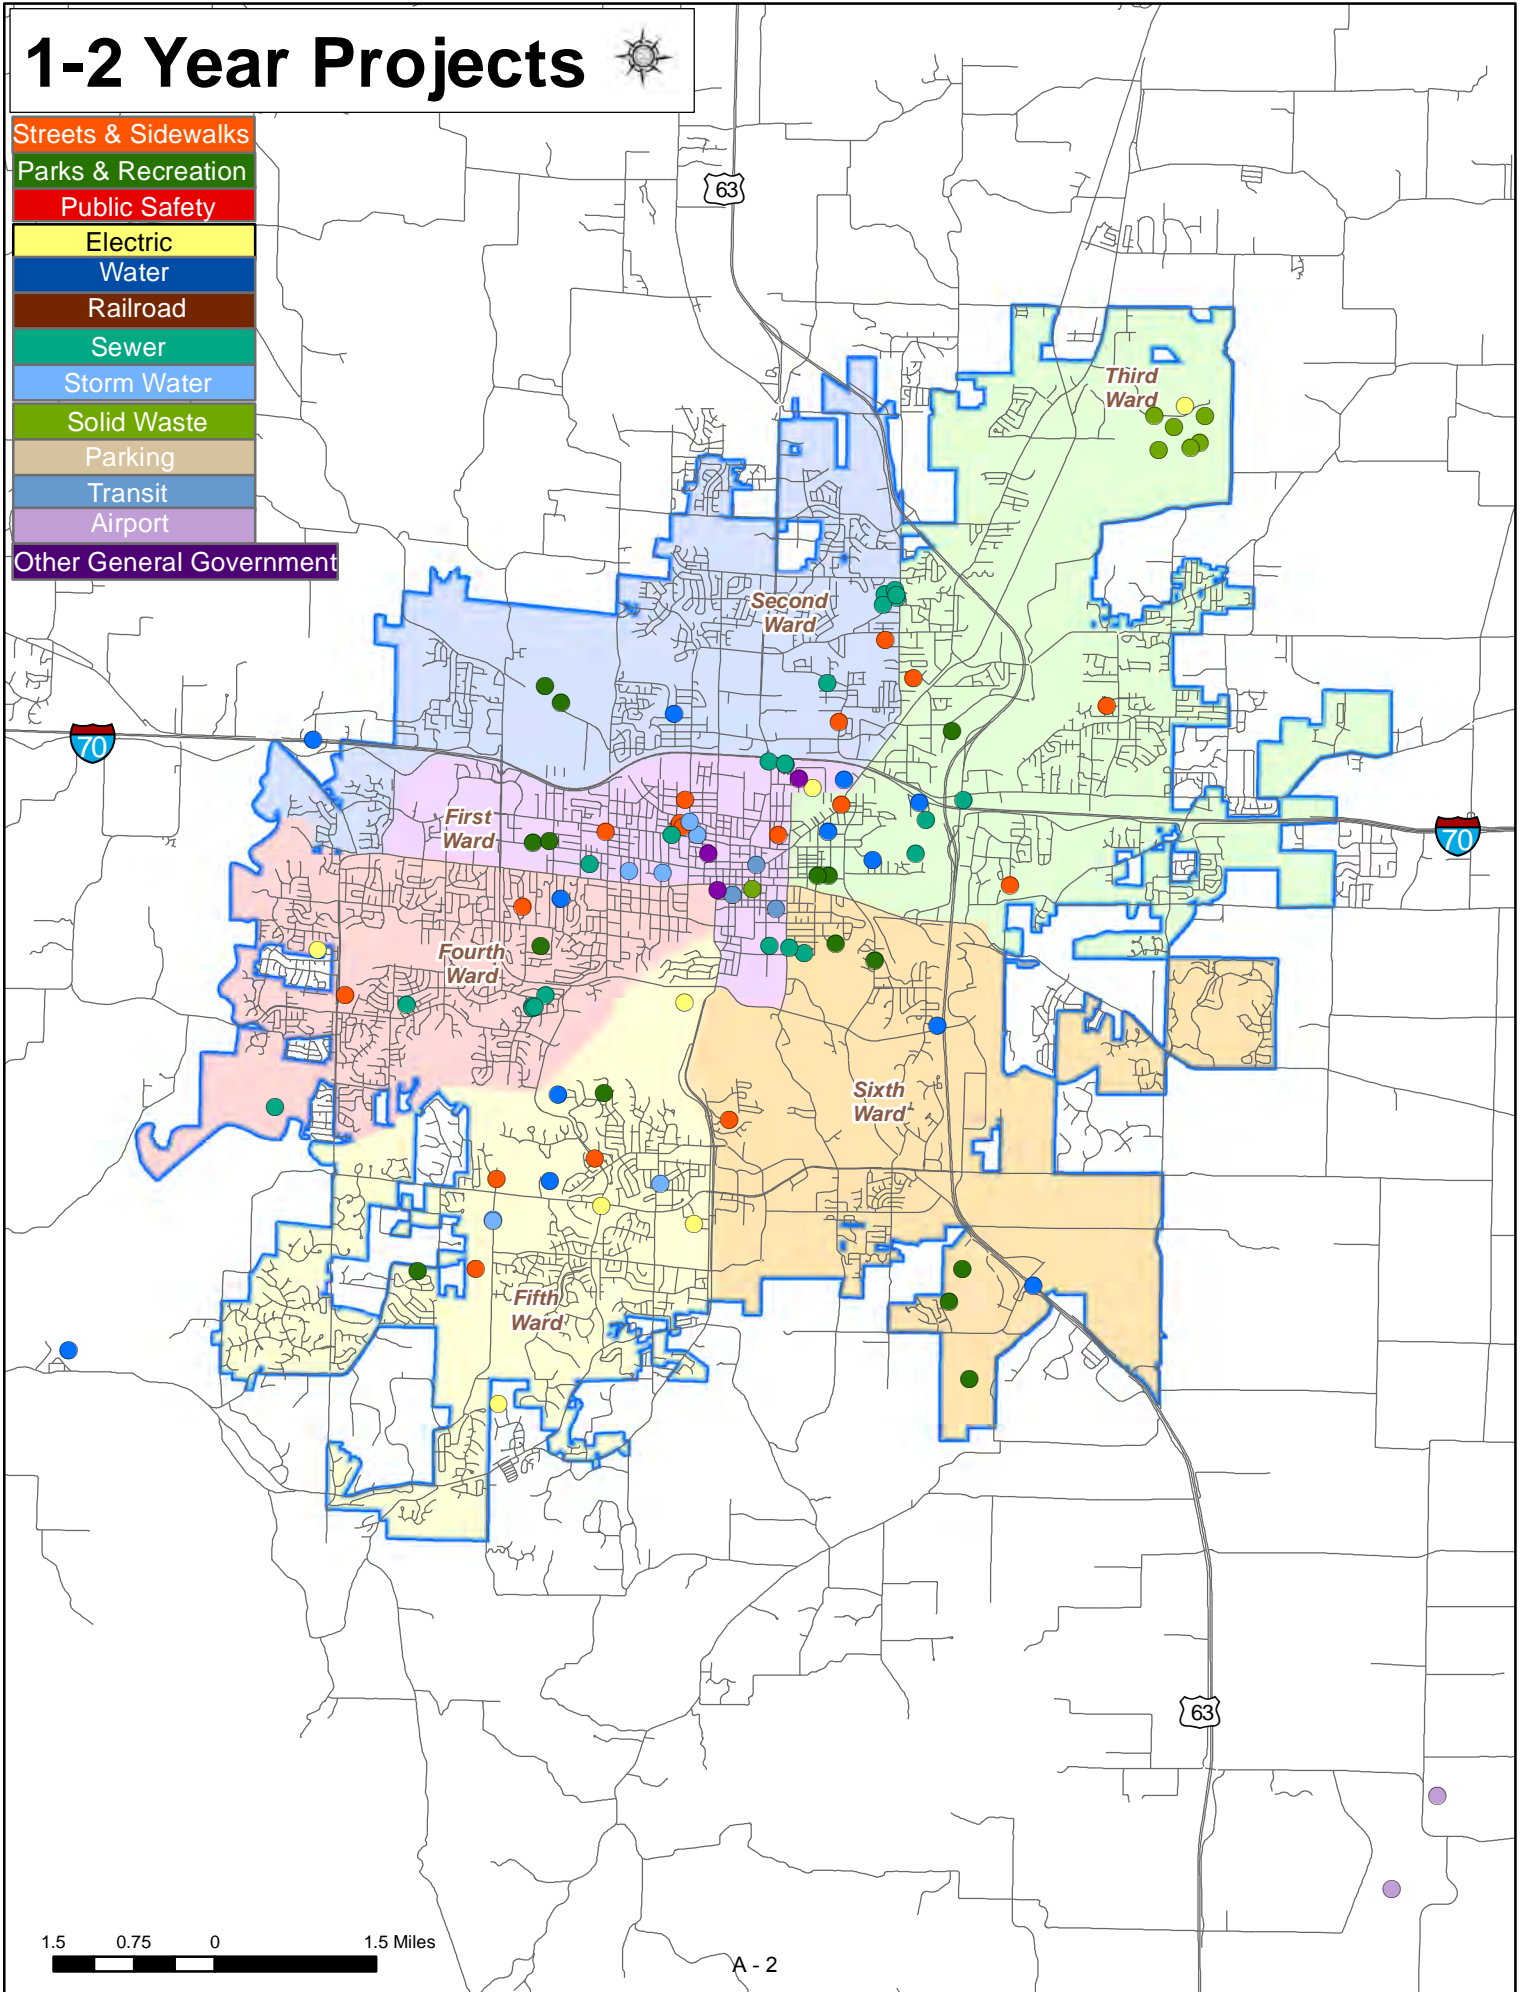 1-2 Year Projects
Streets & Sidewalks
Parks & Recreation
Public Safety
Electric
Water
Railroad
Sewer
Storm Water
Solid Waste
Parking
Transit
Airport
Other General Government
63
Third
Ward
Second
Ward
70
First
Ward
70
Fourth
Ward
Sixth
Ward
Fifth
Ward
63
1.5 0.75 0 1.5 Miles
A - 2